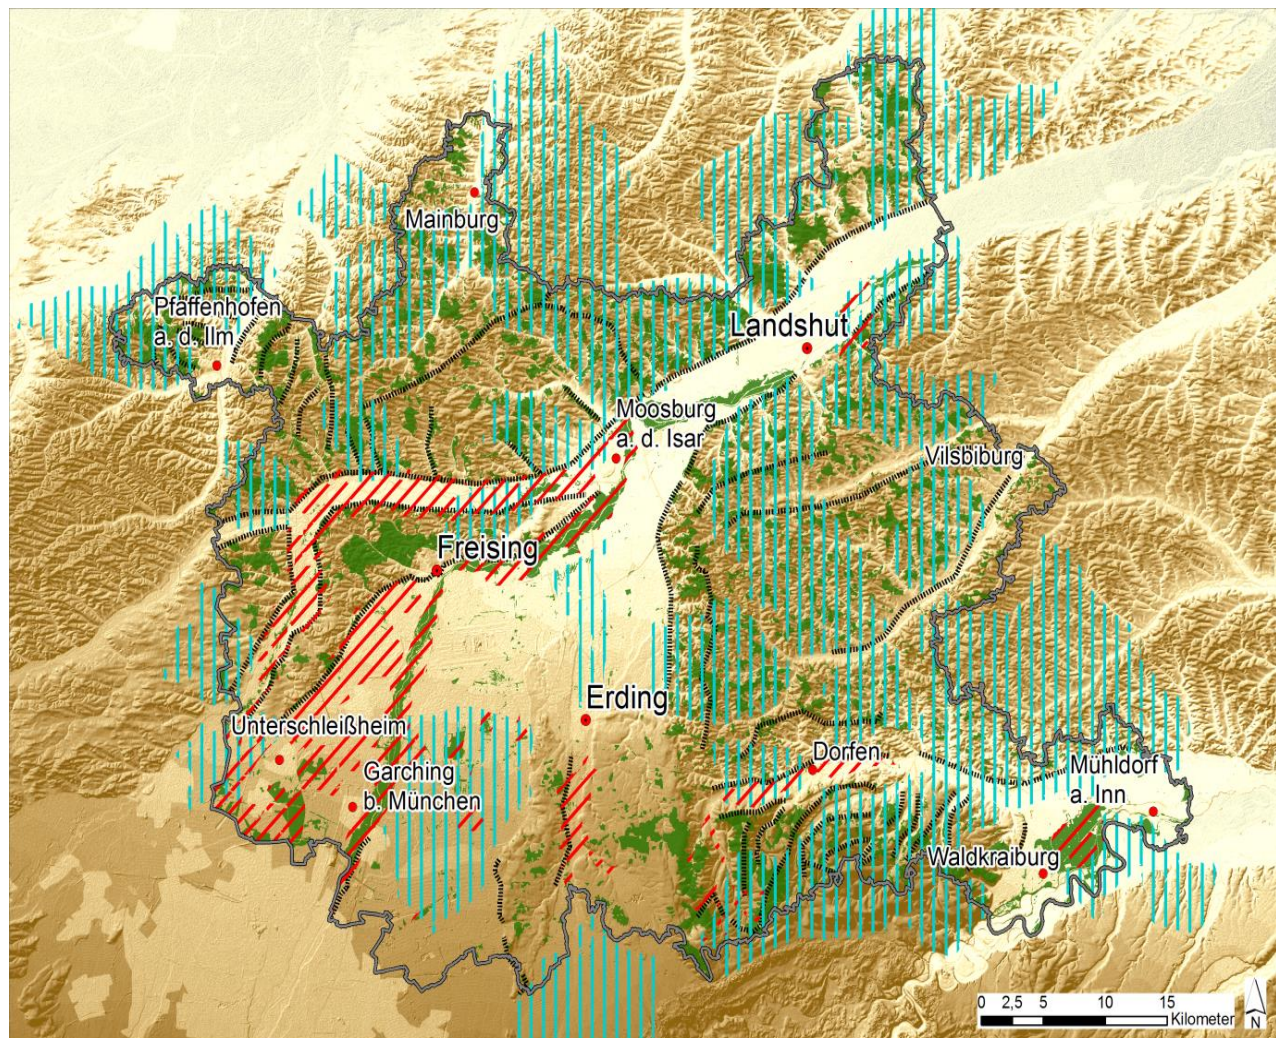 Mainburg
Pfaffenhofen
a. d. Ilm
Landshut
Moosburg
a. d. Isar
Vilsbiburg
Freising
Erding
Unterschleißheim
Garching
b. München
Dorfen
Mühldorf
a. Inn
Waldkraiburg
0 2,5 5 10 15
Kilometer
N